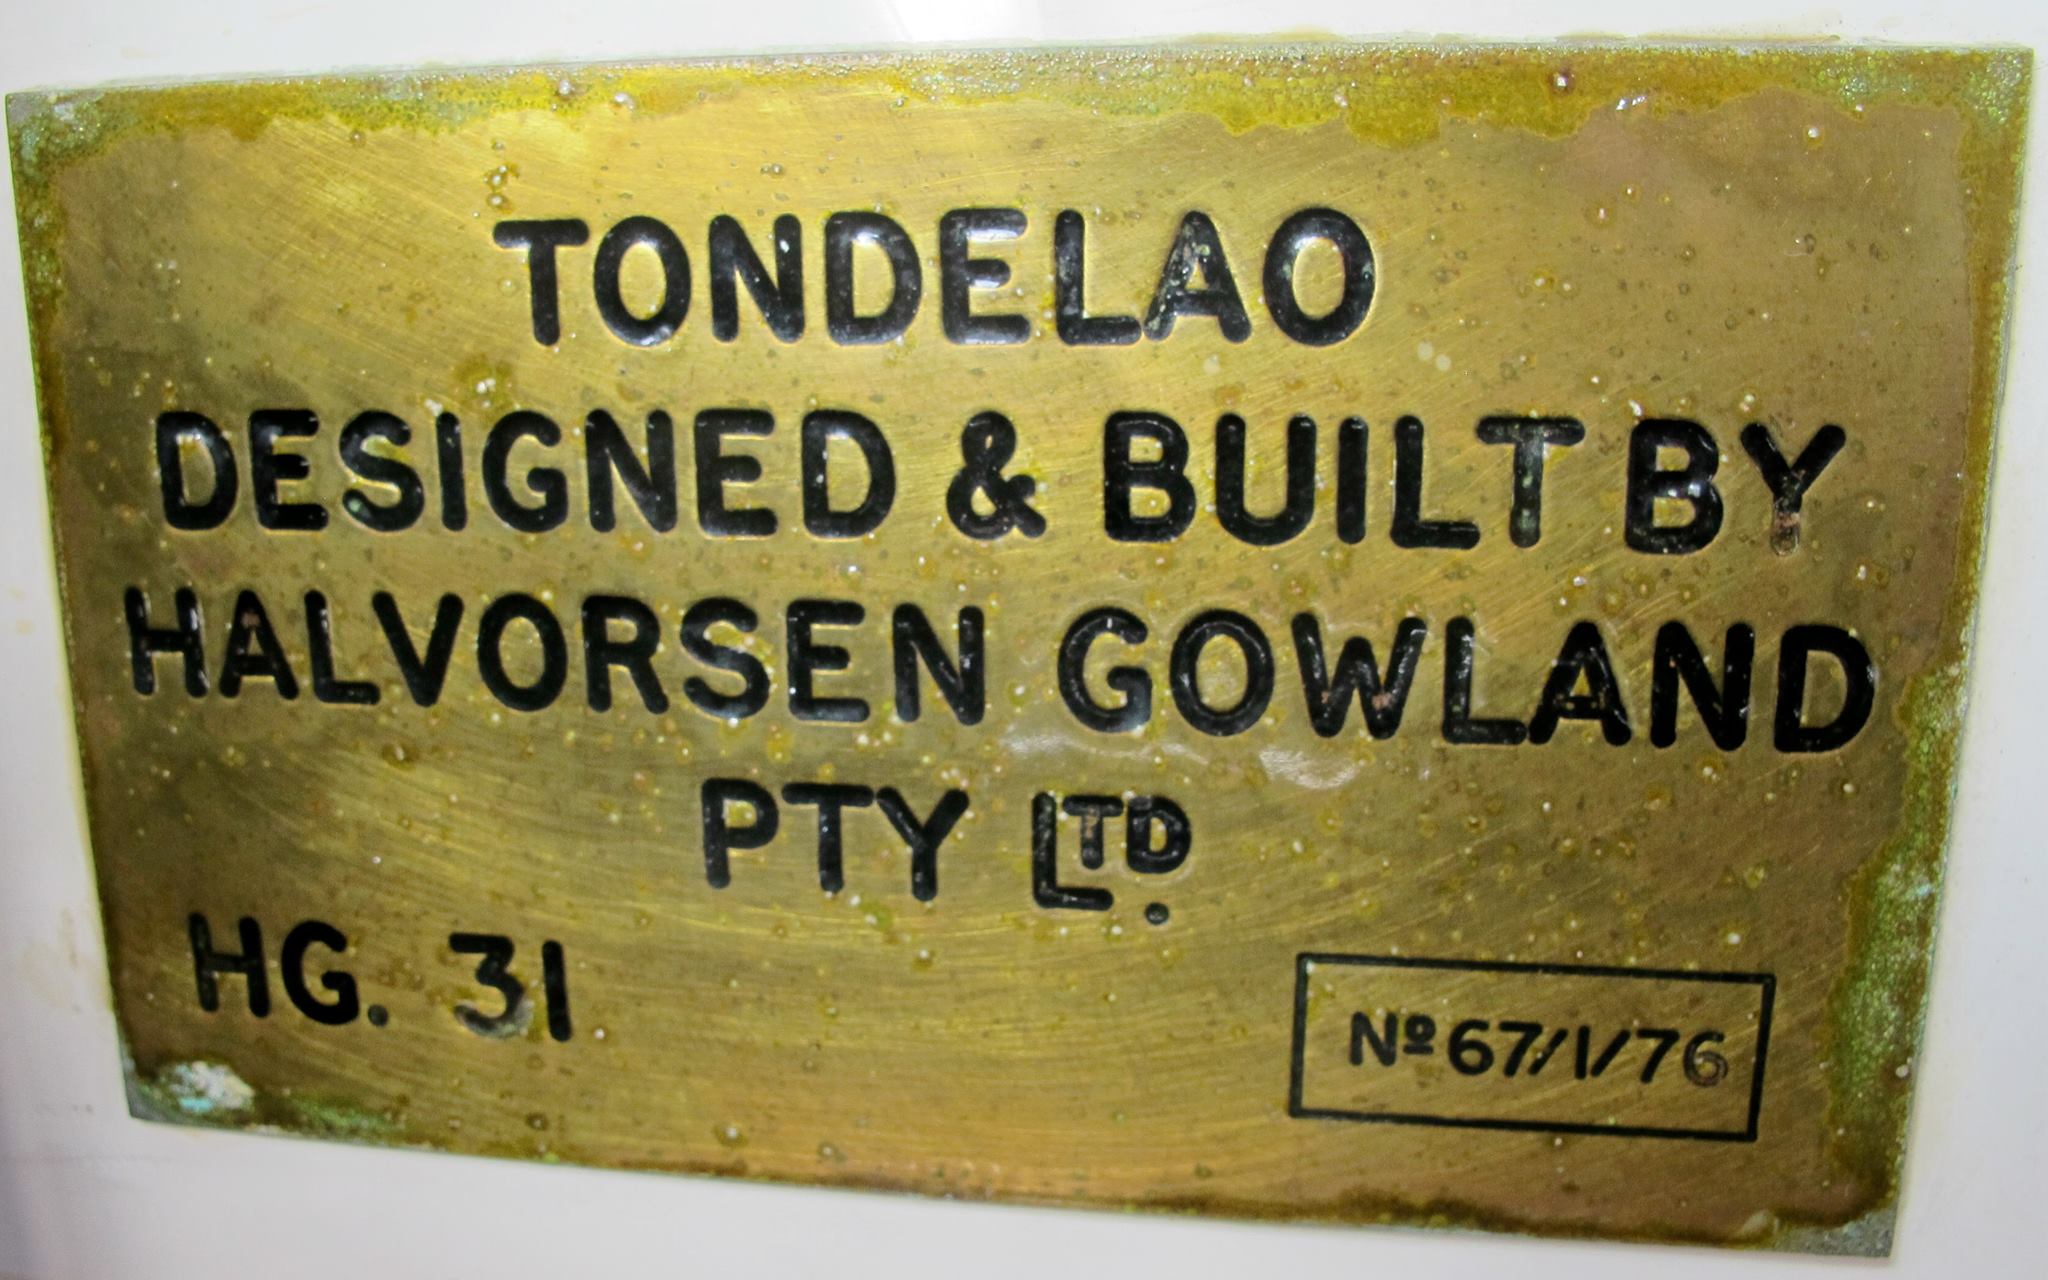 TONDELAO
DESIGNED & BUILT BY
HALVORSEN GOWLAND
PTY LTD.
HG. 31
Nº 67/1/76